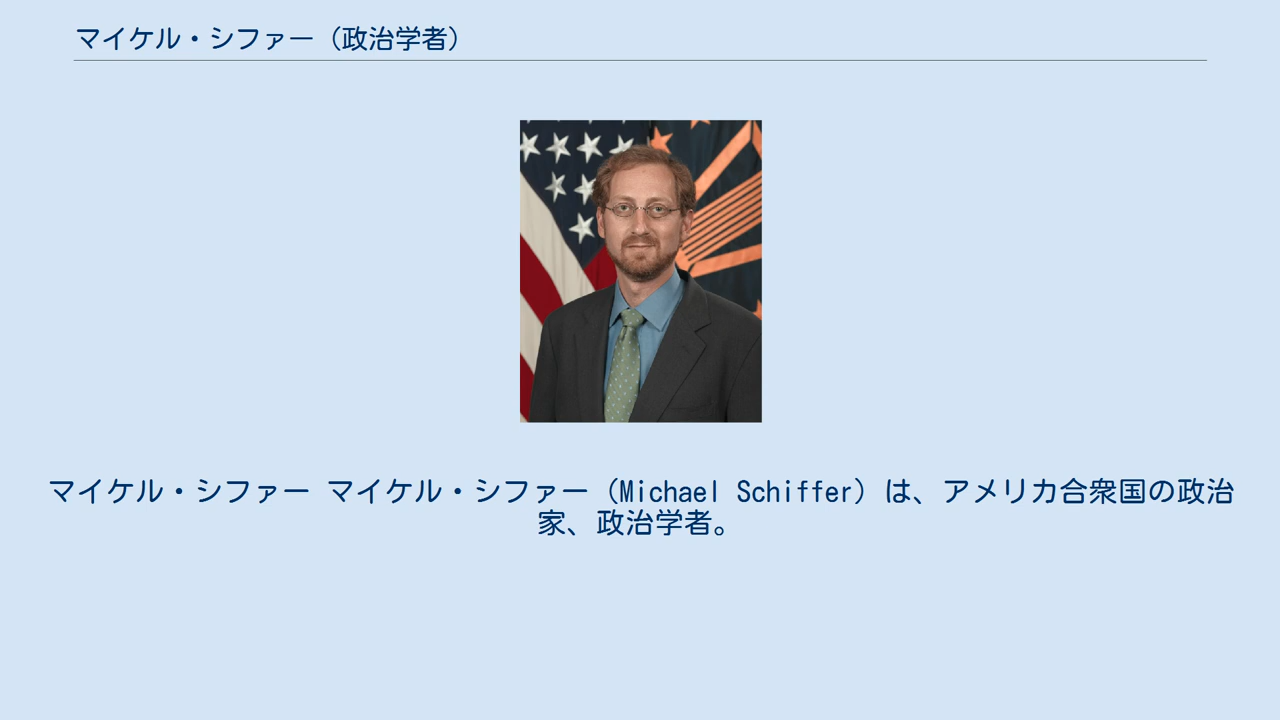 マイケル・シファー（政治学者）
マイケル・シファー マイケル・シファー（Michael Schiffer）は、アメリカ合衆国の政治
家、政治学者。